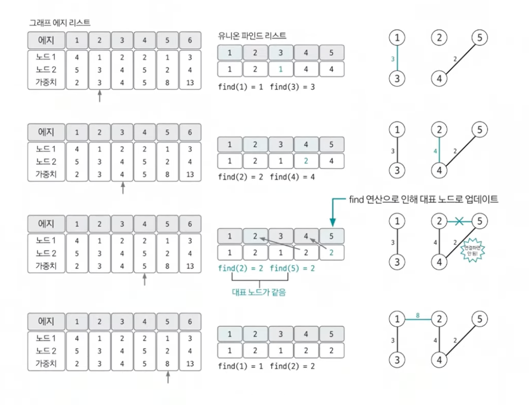 그래프 에지 리스트
에지 1 2 3 4 5 6
노드 1 4 1 2 2 1 3
노드 2 5 3 4 5 2 4
가중치 2 3 4 5 8 13
유니온 파인드 리스트
1 2 3 4 5
1 2 1 4 4
find(1) = 1 find(3) = 3
1 2 5
3 2
3 4
에지 1 2 3 4 5 6
노드 1 4 1 2 2 1 3
노드 2 5 3 4 5 2 4
가중치 2 3 4 5 8 13
1 2 3 4 5
1 2 1 2 4
find(2) = 2 find(4) = 4
1 2 5
3 4 2
3 4
find 연산으로 인해 대표 노드로 업데이트
에지 1 2 3 4 5 6
노드 1 4 1 2 2 1 3
노드 2 5 3 4 5 2 4
가중치 2 3 4 5 8 13
1 2 3 4 5
1 2 1 2 2
find(2) = 2 find(5) = 2
대표 노드가 같음
1 2 5
3 4 2
3 4
에지 1 2 3 4 5 6
노드 1 4 1 2 2 1 3
노드 2 5 3 4 5 2 4
가중치 2 3 4 5 8 13
1 2 3 4 5
1 2 1 2 2
find(1) = 1 find(2) = 2
1 8 2 5
3 4 2
3 4